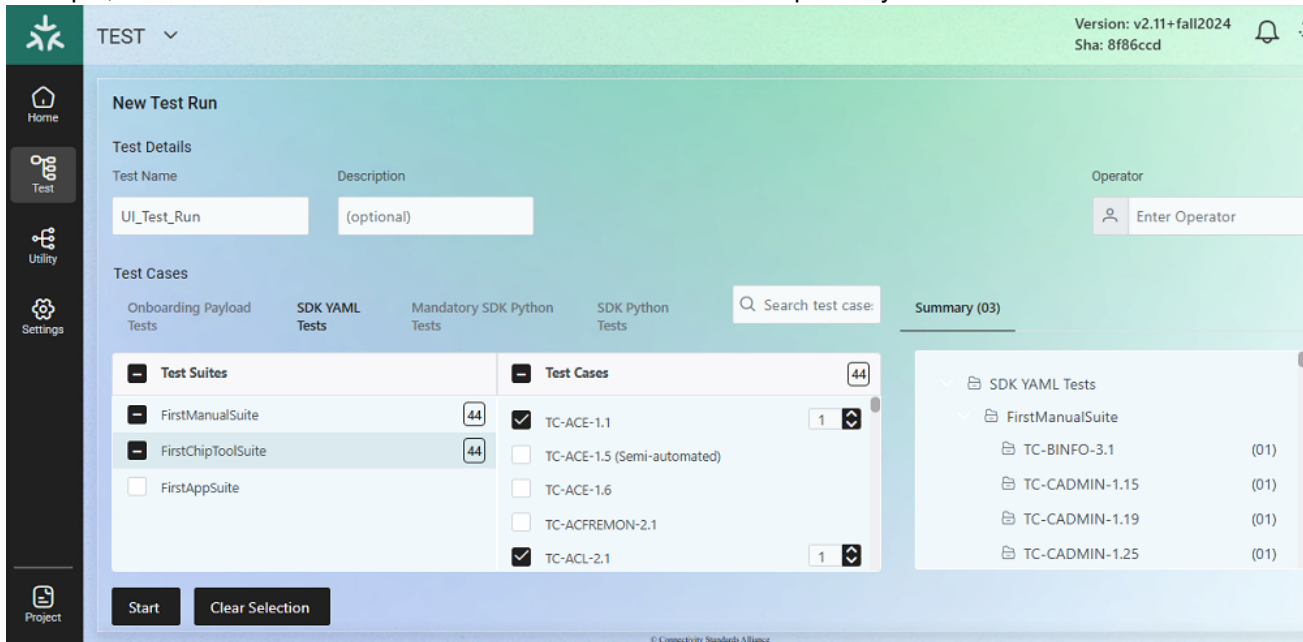 TEST
Version: v2.11+fall2024
Sha: 8f86ccd
Home
Test
Utility
Settings
Project
New Test Run
Test Details
Test Name
Description
Operator
UI_Test_Run
(optional)
Enter Operator
Test Cases
Onboarding Payload
Tests
SDK YAML
Tests
Mandatory SDK Python
Tests
SDK Python
Tests
Search test case
Summary (03)
Test Suites
FirstManualSuite 44
FirstChipToolSuite 44
FirstAppSuite
Test Cases 44
TC-ACE-1.1 1
TC-ACE-1.5 (Semi-automated)
TC-ACE-1.6
TC-ACFREMON-2.1
TC-ACL-2.1 1
SDK YAML Tests
FirstManualSuite
TC-BINFO-3.1 (01)
TC-CADMIN-1.15 (01)
TC-CADMIN-1.19 (01)
TC-CADMIN-1.25 (01)
Start
Clear Selection
© Connectivity Standards Alliance